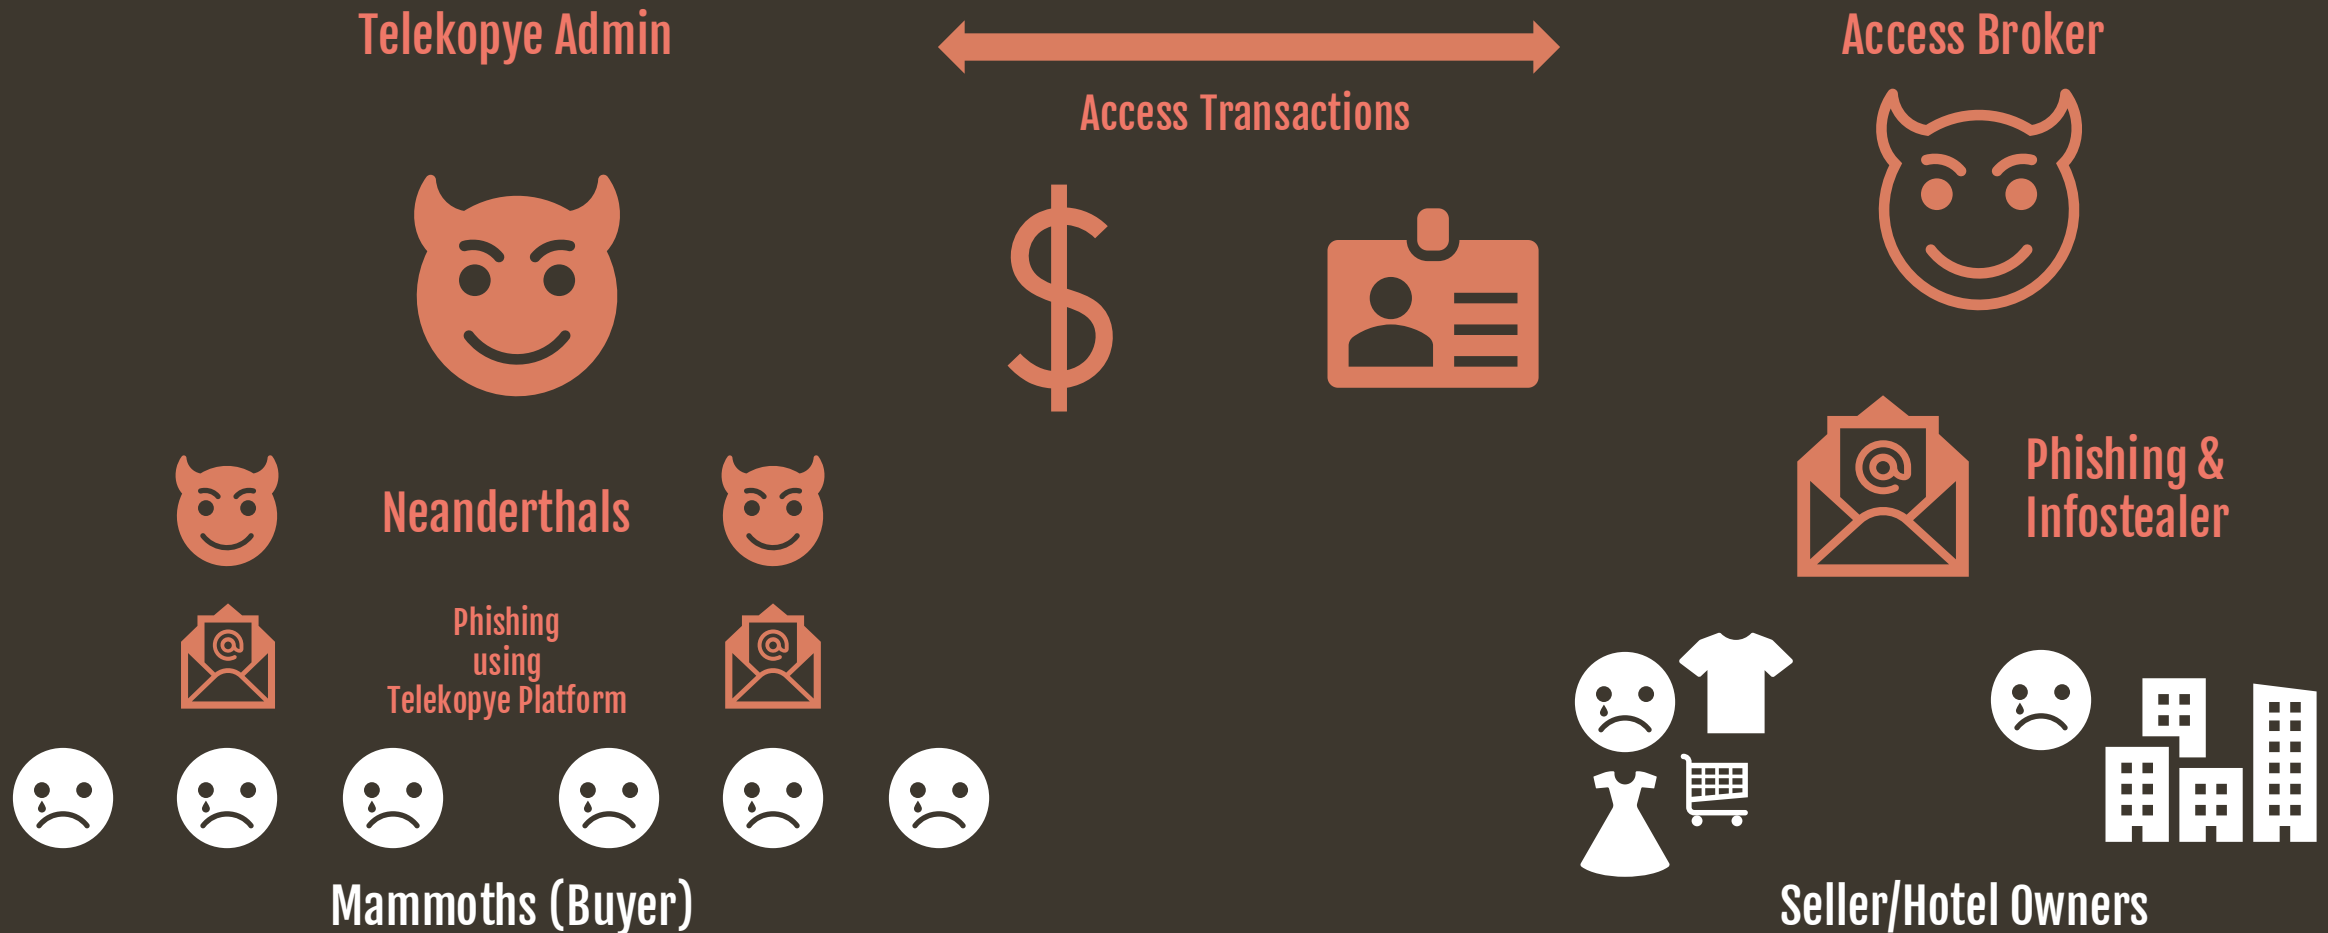 Telekopye Admin
Access Transactions
Access Broker
Neanderthals
Phishing
using
Telekopye Platform
Mammoths (Buyer)
Phishing &
Infostealer
Seller/Hotel Owners